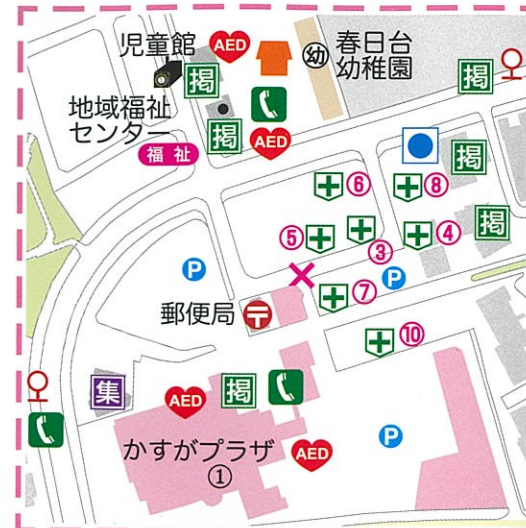 児童館
AED
幼
春日台
幼稚園
掲
掲
地域福祉
センター
掲
AED
福祉
掲
⑥
⑧
⑤
③
④
掲
P
P
郵便局
〒
⑦
⑩
集
AED
掲
P
かすがプラザ
AED
①